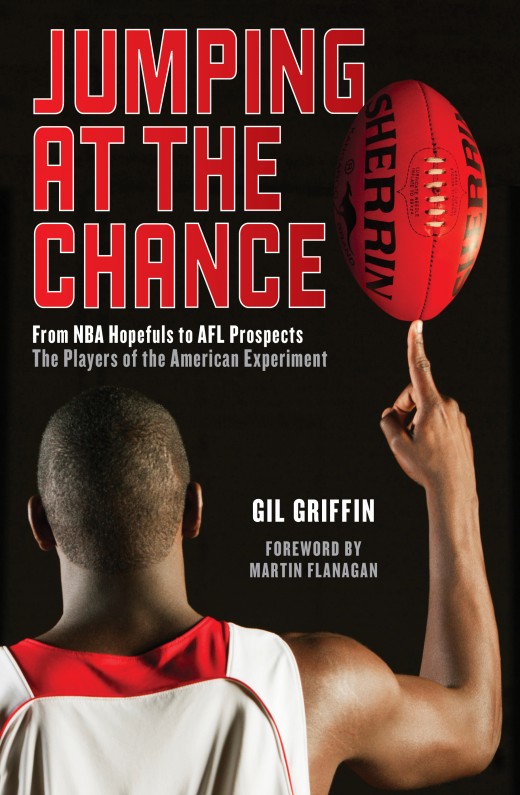 JUMPING
AT THE
CHANCE
SHERRIN
SHERRIN
From NBA Hopefuls to AFL Prospects
The Players of the American Experiment
GIL GRIFFIN
FOREWORD BY
MARTIN FLANAGAN